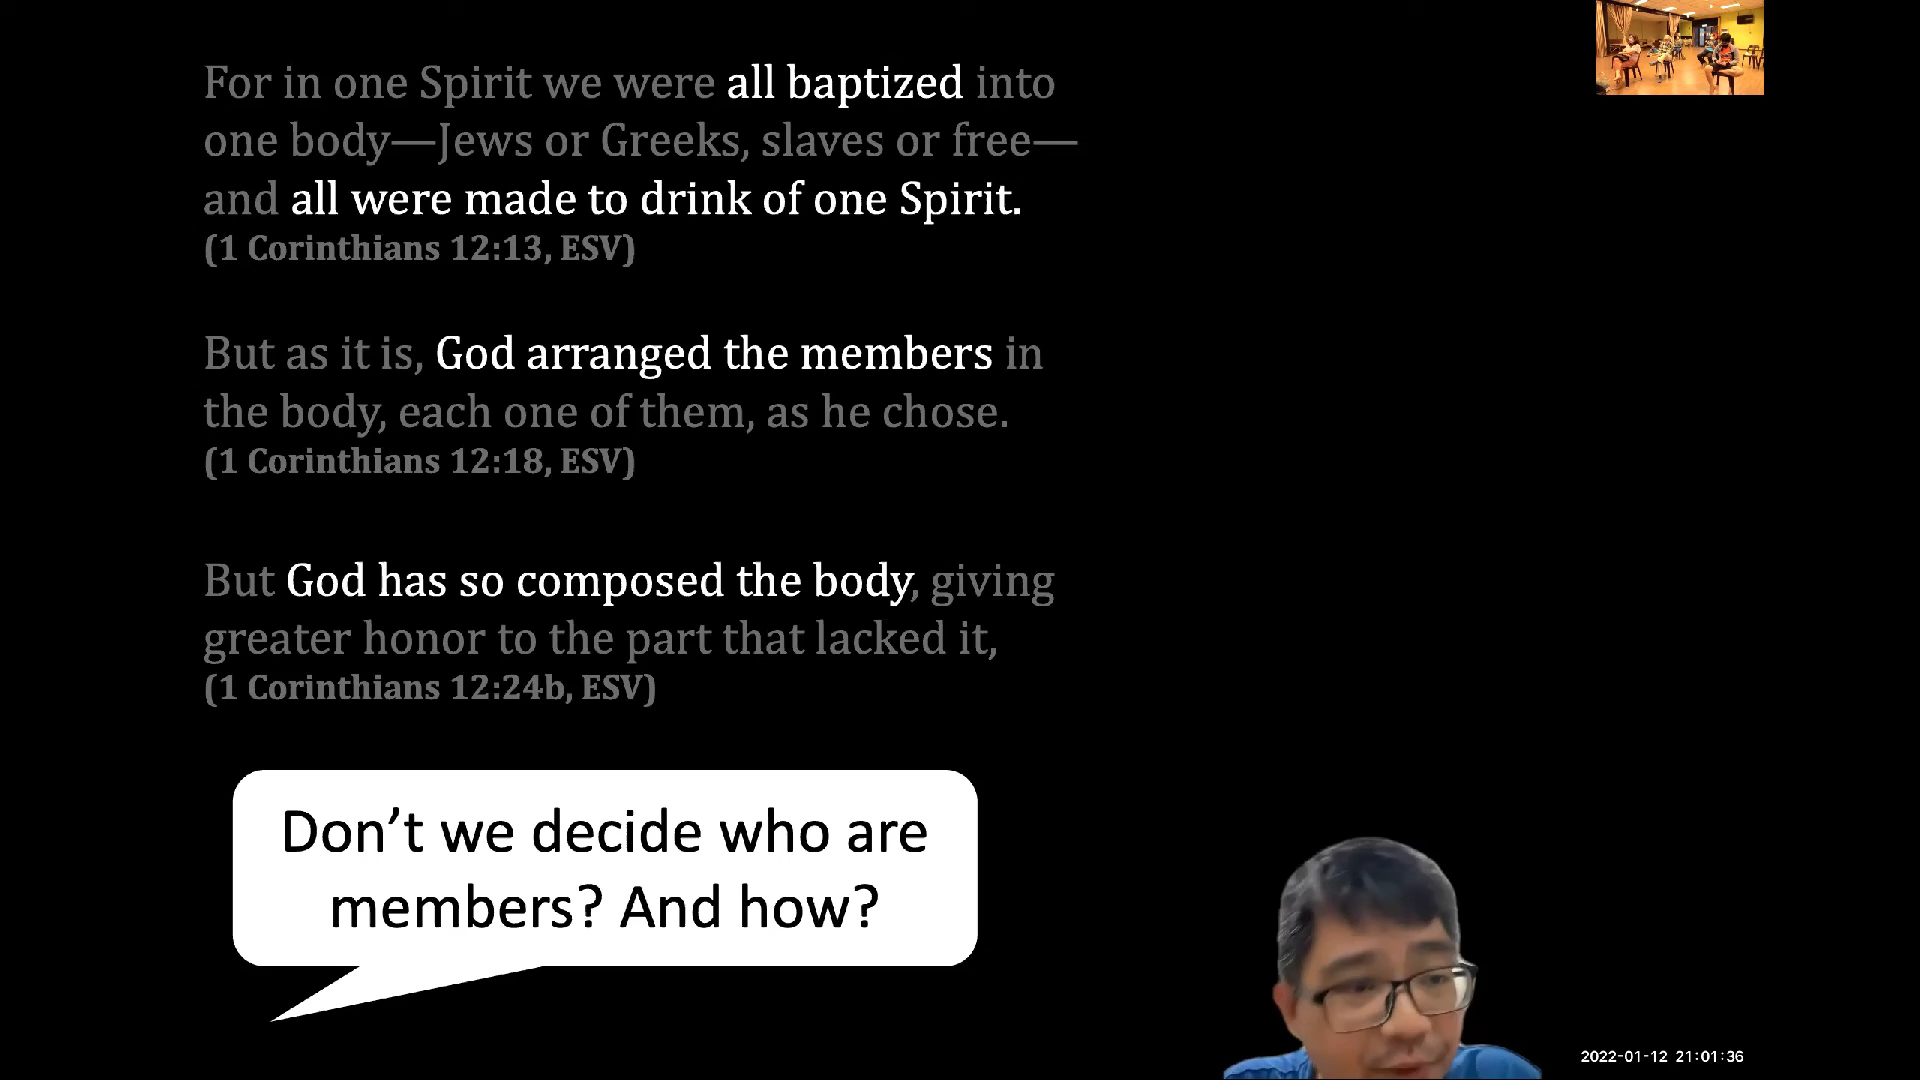 For in one Spirit we were all baptized into
one body—Jews or Greeks, slaves or free—
and all were made to drink of one Spirit.
(1 Corinthians 12:13, ESV)
But as it is, God arranged the members in
the body, each one of them, as he chose.
(1 Corinthians 12:18, ESV)
But God has so composed the body, giving
greater honor to the part that lacked it,
(1 Corinthians 12:24b, ESV)
Don’t we decide who are
members? And how?
2022-01-12 21:01:36